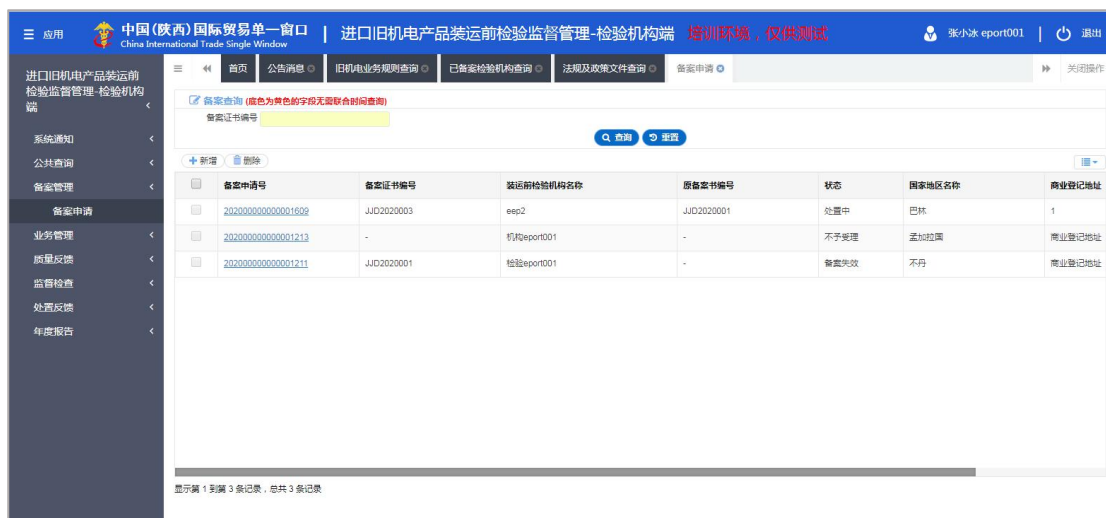 应用
中国(陕西)国际贸易单一窗口
China International Trade Single Window
进口旧机电产品装运前检验监督管理-检验机构端
培训环境，仅供测试
张小冰 eport001
退出
进口旧机电产品装运前检验监督管理-检验机构端
首页 公告消息 旧机电业务规则查询 已备案检验机构查询 法规及政策文件查询 备案申请 关闭操作
系统通知
公共查询
备案管理
备案申请
业务管理
质量反馈
监督检查
处置反馈
年度报告
备案查询 (底色为黄色的字段无需联合时间查询)
备案证书编号
查询 重置
新增 删除
备案申请号 备案证书编号 装运前检验机构名称 原备案书编号 状态 国家地区名称 商业登记地址
202000000000001609 JJD2020003 eep2 JJD2020001 处置中 巴林 1
202000000000001213 - 机构eport001 - 不予受理 孟加拉国 商业登记地址
202000000000001211 JJD2020001 检验eport001 - 备案失效 不丹 商业登记地址
显示第 1 到第 3 条记录，总共 3 条记录